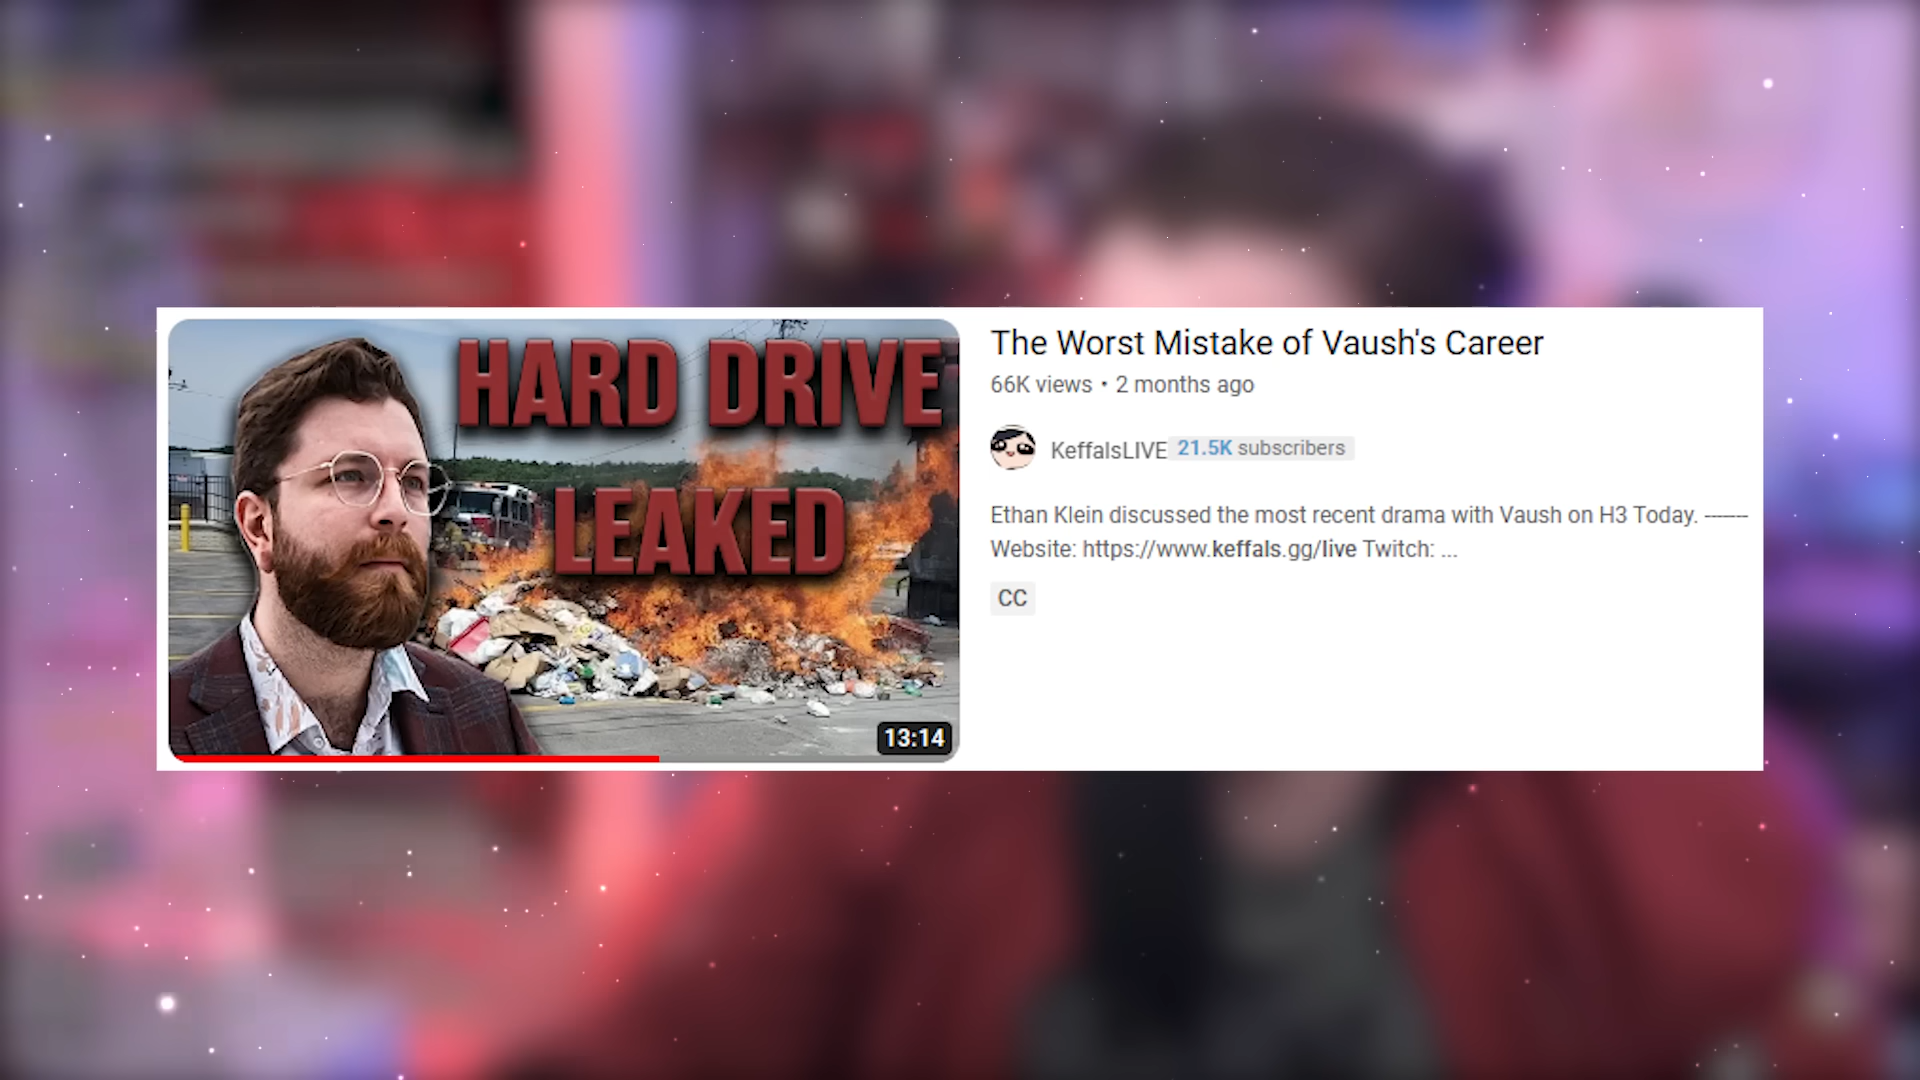 HARD DRIVE
LEAKED
13:14
The Worst Mistake of Vaush's Career
66K views • 2 months ago
KeffalsLIVE 21.5K subscribers
Ethan Klein discussed the most recent drama with Vaush on H3 Today. -------
Website: https://www.keffals.gg/live Twitch: ...
CC